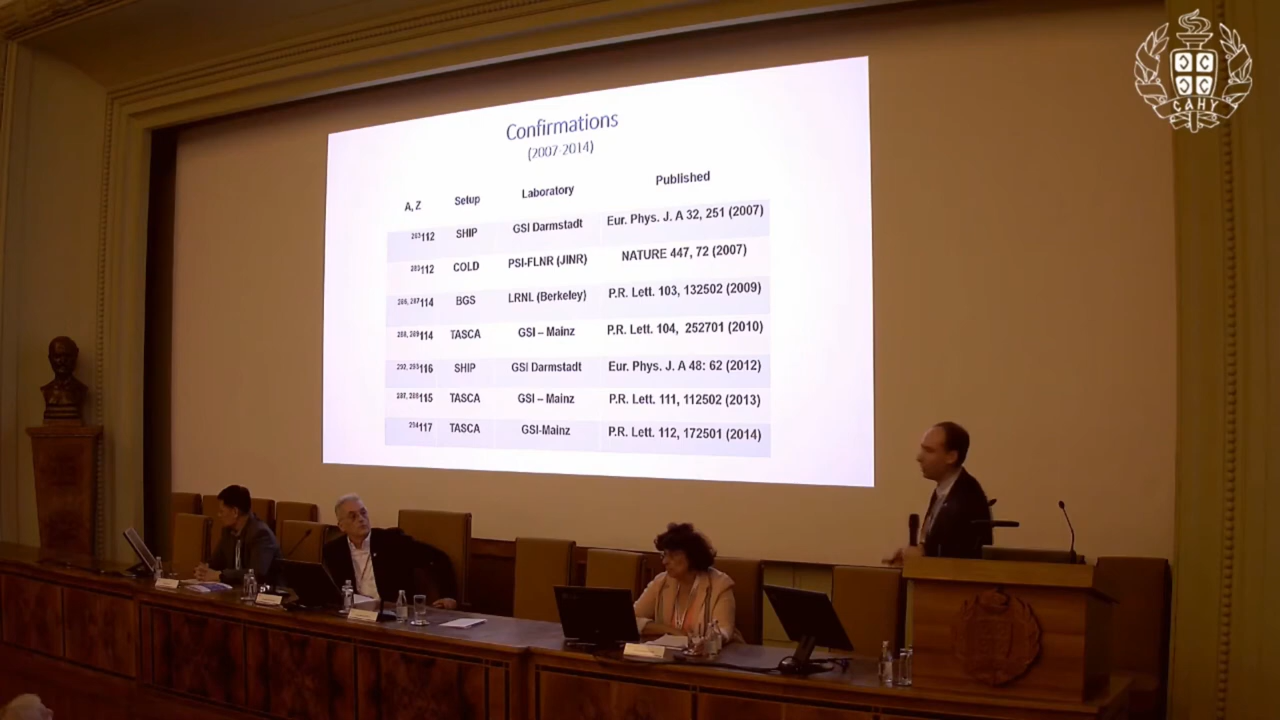 Confirmations
(2007-2014)
A, Z Setup Laboratory Published
112 SHIP GSI Darmstadt Eur. Phys. J. A 32, 251 (2007)
112 COLD PSI-FLNR (JINR) NATURE 447, 72 (2007)
114 BGS LRNL (Berkeley) P.R. Lett. 103, 132502 (2009)
114 TASCA GSI – Mainz P.R. Lett. 104, 252701 (2010)
116 SHIP GSI Darmstadt Eur. Phys. J. A 48: 62 (2012)
115 TASCA GSI – Mainz P.R. Lett. 111, 112502 (2013)
117 TASCA GSI-Mainz P.R. Lett. 112, 172501 (2014)
САНУ